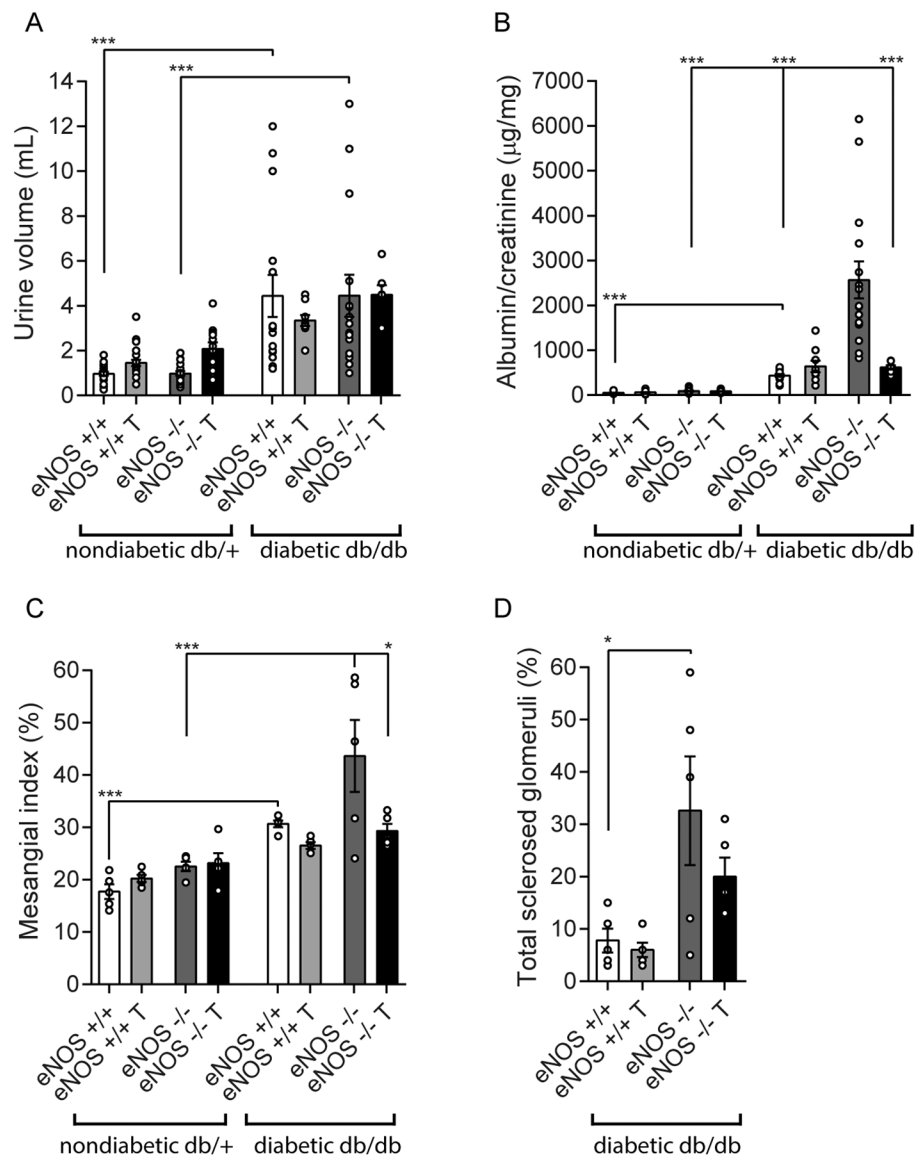 A
***
***
14
12
10
8
6
4
2
0
Urine volume (mL)
eNOS +/+
eNOS +/+ T
eNOS -/-
eNOS -/- T
eNOS +/+
eNOS +/+ T
eNOS -/-
eNOS -/- T
nondiabetic db/+
diabetic db/db
B
***
***
***
***
7000
6000
5000
4000
3000
2000
1000
0
Albumin/creatinine (μg/mg)
eNOS +/+
eNOS +/+ T
eNOS -/-
eNOS -/- T
eNOS +/+
eNOS +/+ T
eNOS -/-
eNOS -/- T
nondiabetic db/+
diabetic db/db
C
***
*
***
60
50
40
30
20
10
0
Mesangial index (%)
eNOS +/+
eNOS +/+ T
eNOS -/-
eNOS -/- T
eNOS +/+
eNOS +/+ T
eNOS -/-
eNOS -/- T
nondiabetic db/+
diabetic db/db
D
*
60
50
40
30
20
10
0
Total sclerosed glomeruli (%)
eNOS +/+
eNOS +/+ T
eNOS -/-
eNOS -/- T
diabetic db/db